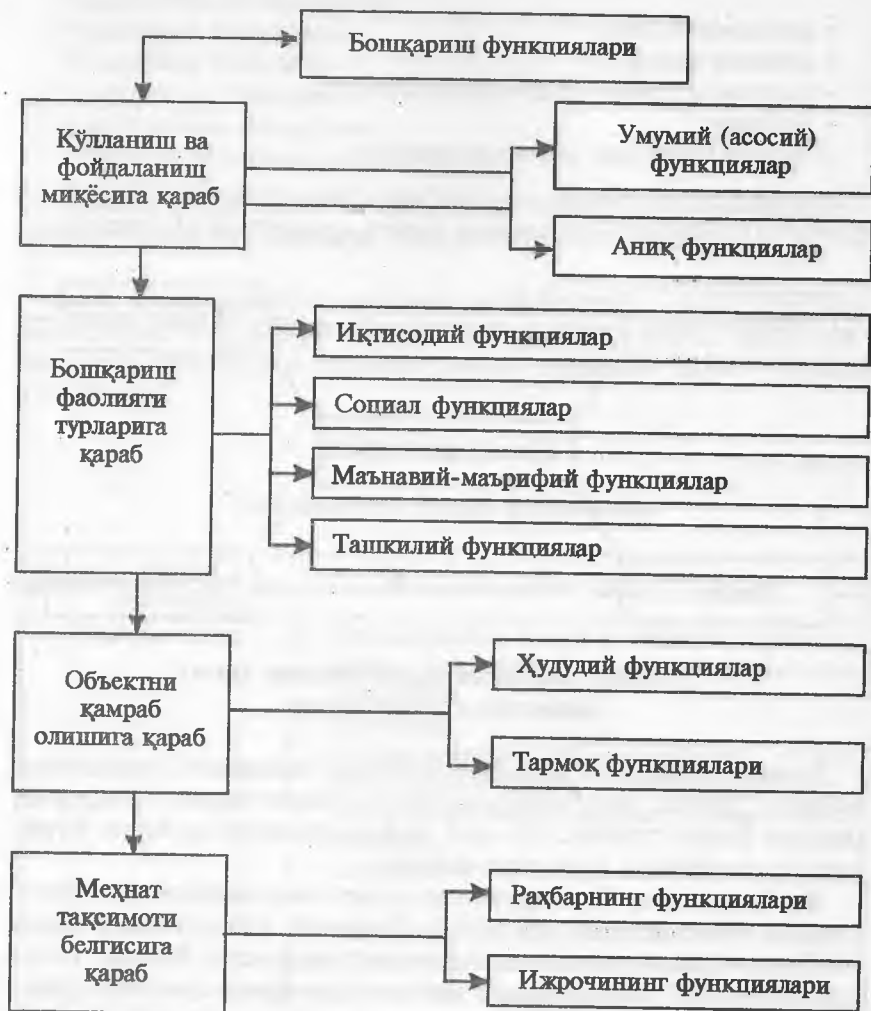 Бошқариш функциялари
Қўлланиш ва
фойдаланиш
миқёсига қараб
Умумий (асосий)
функциялар
Аниқ функциялар
Бошқариш
фаолияти
турларига
қараб
Иқтисодий функциялар
Социал функциялар
Маънавий-маърифий функциялар
Ташкилий функциялар
Объектни
қамраб
олишига қараб
Ҳудудий функциялар
Тармоқ функциялари
Меҳнат
тақсимоти
белгисига
қараб
Раҳбарнинг функциялари
Ижрочининг функциялари